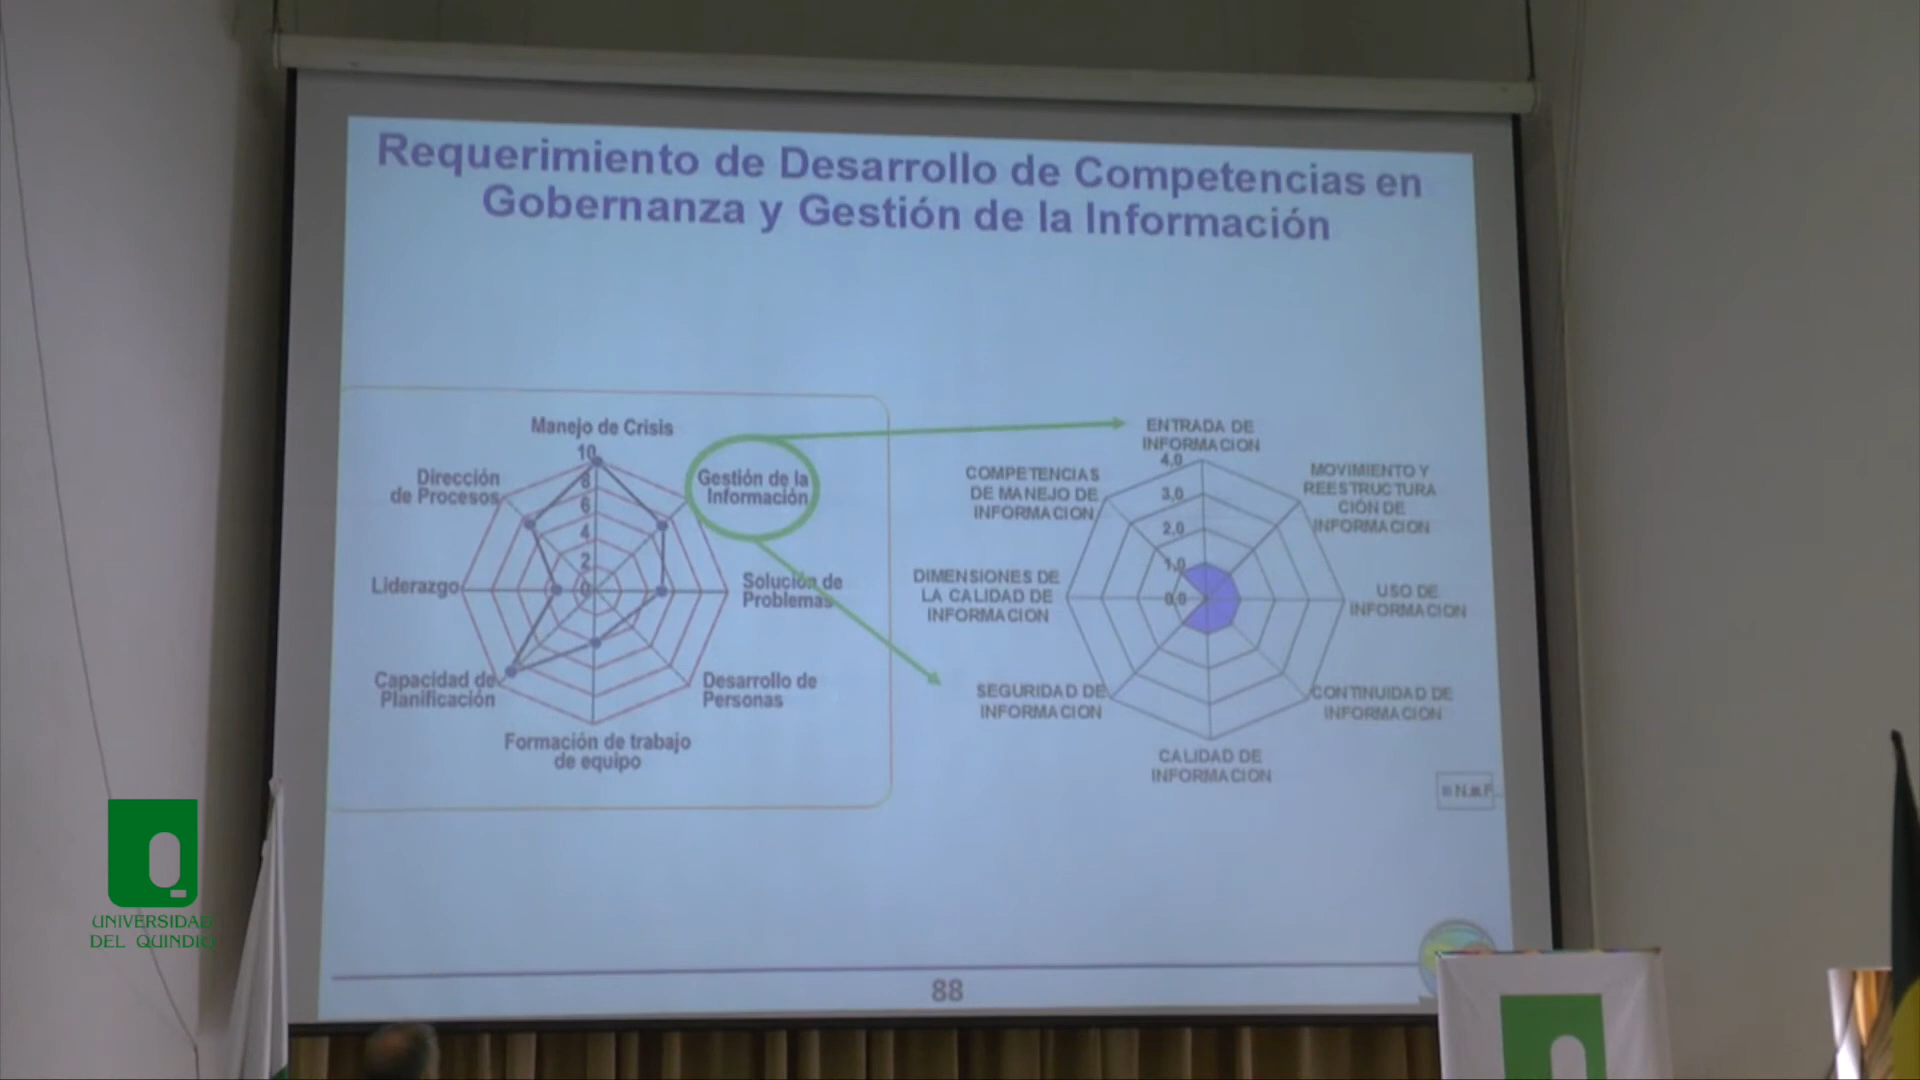 Requerimiento de Desarrollo de Competencias en
Gobernanza y Gestión de la Información
Manejo de Crisis
10
8
6
4
2
0
Dirección
de Procesos
Gestión de la
Información
Liderazgo
Solución de
Problemas
Capacidad de
Planificación
Desarrollo de
Personas
Formación de trabajo
de equipo
ENTRADA DE
INFORMACION
4,0
3,0
2,0
1,0
0,0
COMPETENCIAS
DE MANEJO DE
INFORMACION
MOVIMIENTO Y
REESTRUCTURA
CIÓN DE
INFORMACION
DIMENSIONES DE
LA CALIDAD DE
INFORMACION
USO DE
INFORMACION
SEGURIDAD DE
INFORMACION
CONTINUIDAD DE
INFORMACION
CALIDAD DE
INFORMACION
88
UNIVERSIDAD
DEL QUINDIO